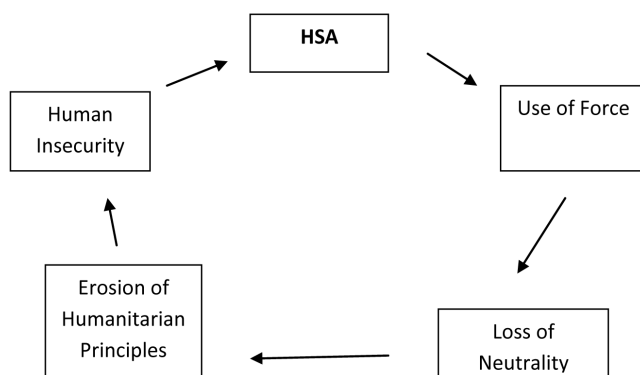 HSA
Use of Force
Loss of
Neutrality
Erosion of
Humanitarian
Principles
Human
Insecurity